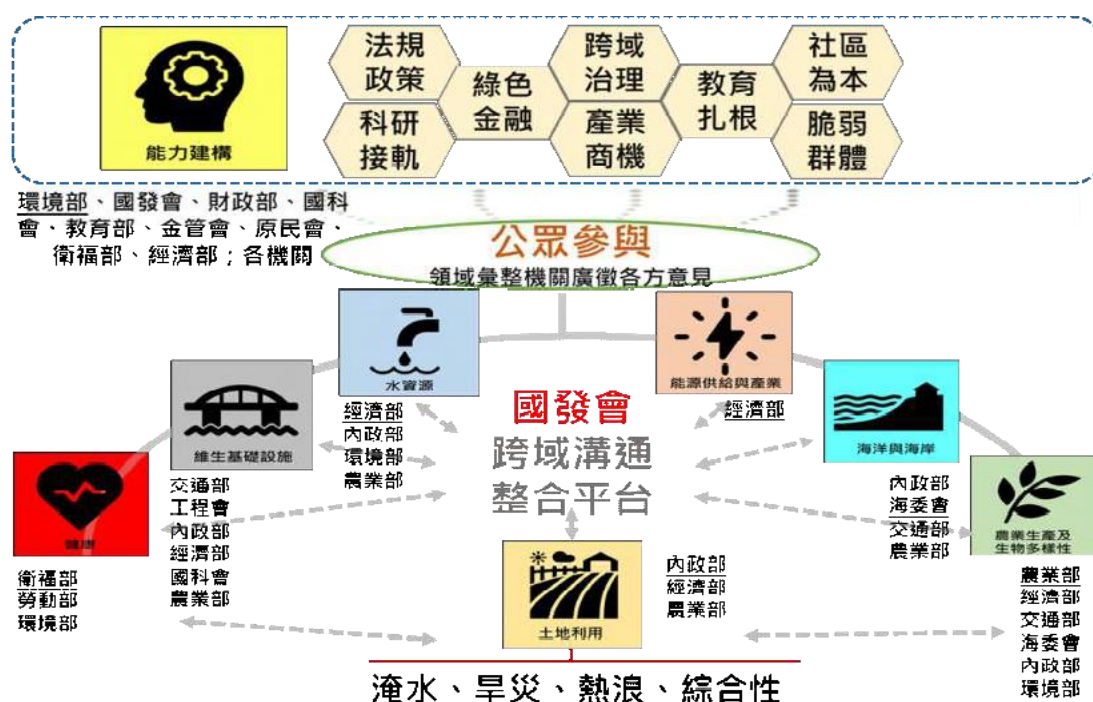 能力建構
法規
政策
科研
接軌
綠色
金融
跨域
治理
產業
商機
教育
扎根
社區
為本
脆弱
群體
環境部、國發會、財政部、國科
會、教育部、金管會、原民會、
衛福部、經濟部；各機關
公眾參與
領域彙整機關廣徵各方意見
水資源
經濟部
內政部
環境部
農業部
能源供給與產業
經濟部
維生基礎設施
交通部
工程會
內政部
經濟部
國科會
農業部
國發會
跨域溝通
整合平台
海洋與海岸
內政部
海委會
交通部
農業部
健康
衛福部
勞動部
環境部
農業生產及
生物多樣性
農業部
經濟部
交通部
海委會
內政部
環境部
土地利用
內政部
經濟部
農業部
淹水、旱災、熱浪、綜合性